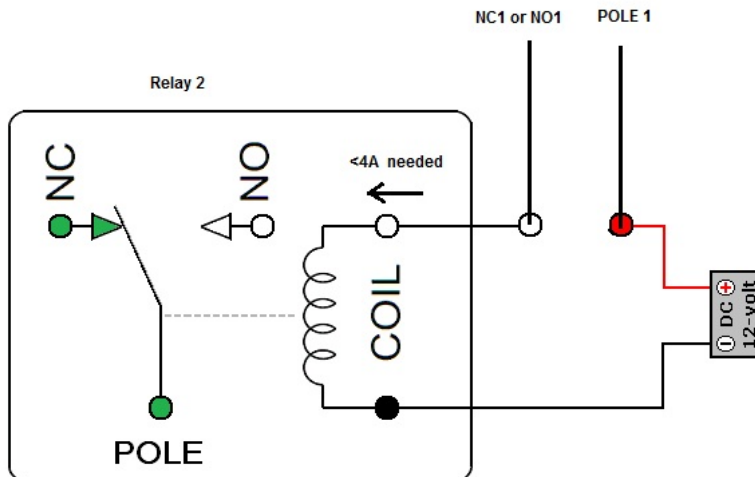 NC1 or NO1
POLE 1
Relay 2
NC
NO
<4A needed
COIL
POLE
+
DC
12-volt